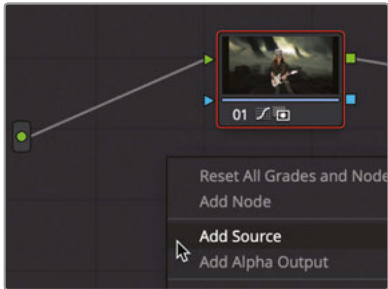 01
Reset All Grades and Node
Add Node
Add Source
Add Alpha Output